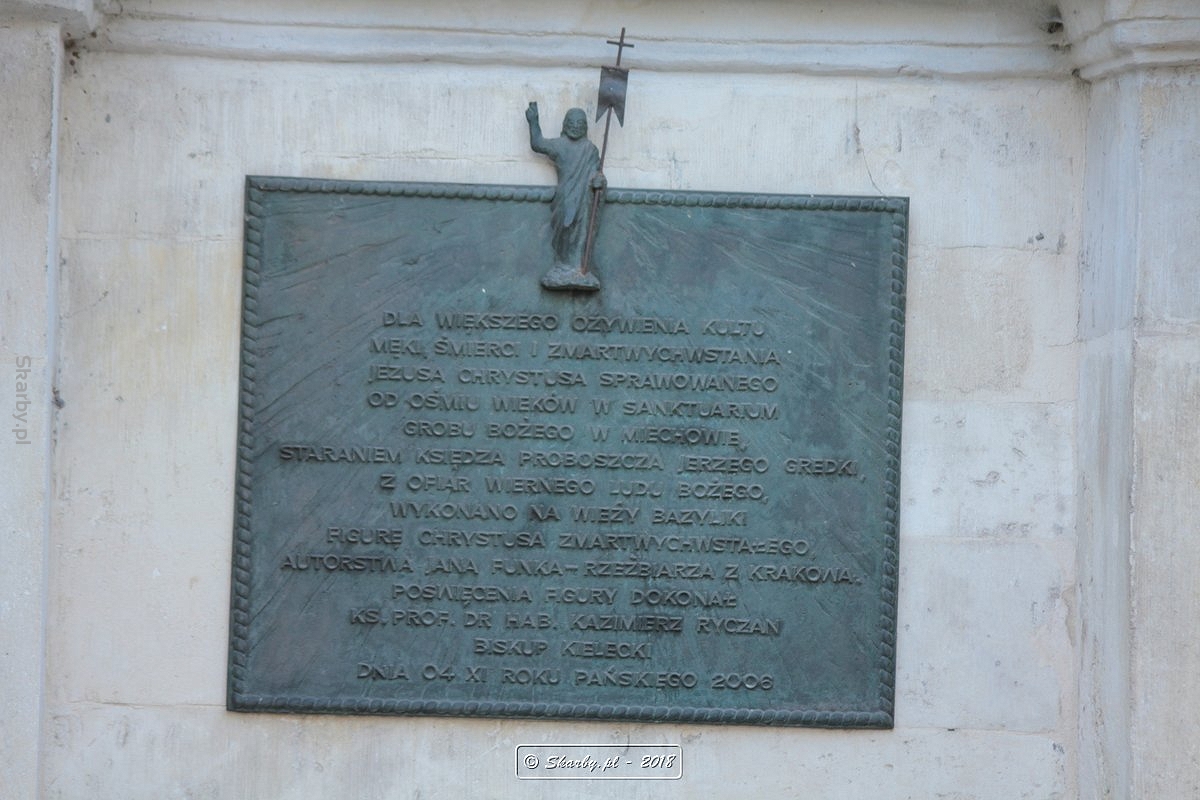 DLA WIĘKSZEGO OŻYWIENIA KULTU
MĘKI, ŚMIERCI I ZMARTWYCHWSTANIA
JEZUSA CHRYSTUSA SPRAWOWANEGO
OD OŚMIU WIEKÓW W SANKTUARIUM
GROBU BOŻEGO W MIECHOWIE,
STARANIEM KSIĘDZA PROBOSZCZA JERZEGO GREDKI,
Z OFIAR WIERNEGO LUDU BOŻEGO,
WYKONANO NA WIEŻY BAZYLIKI
FIGURĘ CHRYSTUSA ZMARTWYCHWSTAŁEGO,
AUTORSTWA JANA FUNKA – RZEŹBIARZA Z KRAKOWA.
POŚWIĘCENIA FIGURY DOKONAŁ
KS. PROF. DR HAB. KAZIMIERZ RYCZAN
BISKUP KIELECKI
DNIA 04 XI ROKU PAŃSKIEGO 2006
Skarby.pl
© Skarby.pl - 2018